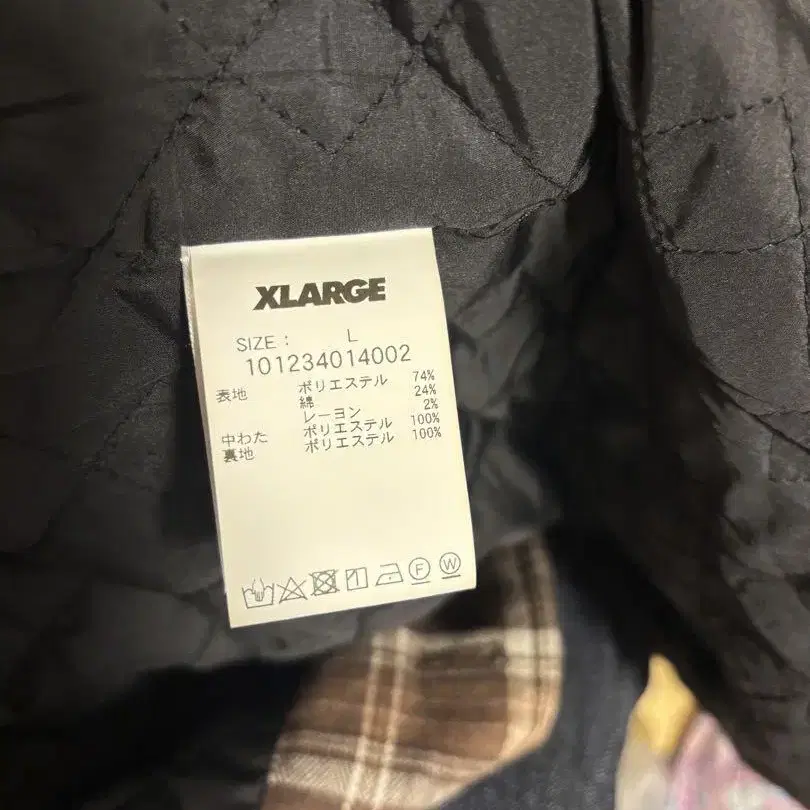 XLARGE
SIZE : L
101234014002
表地 ポリエステル 74%
綿 24%
レーヨン 2%
中わた ポリエステル 100%
裏地 ポリエステル 100%
F W